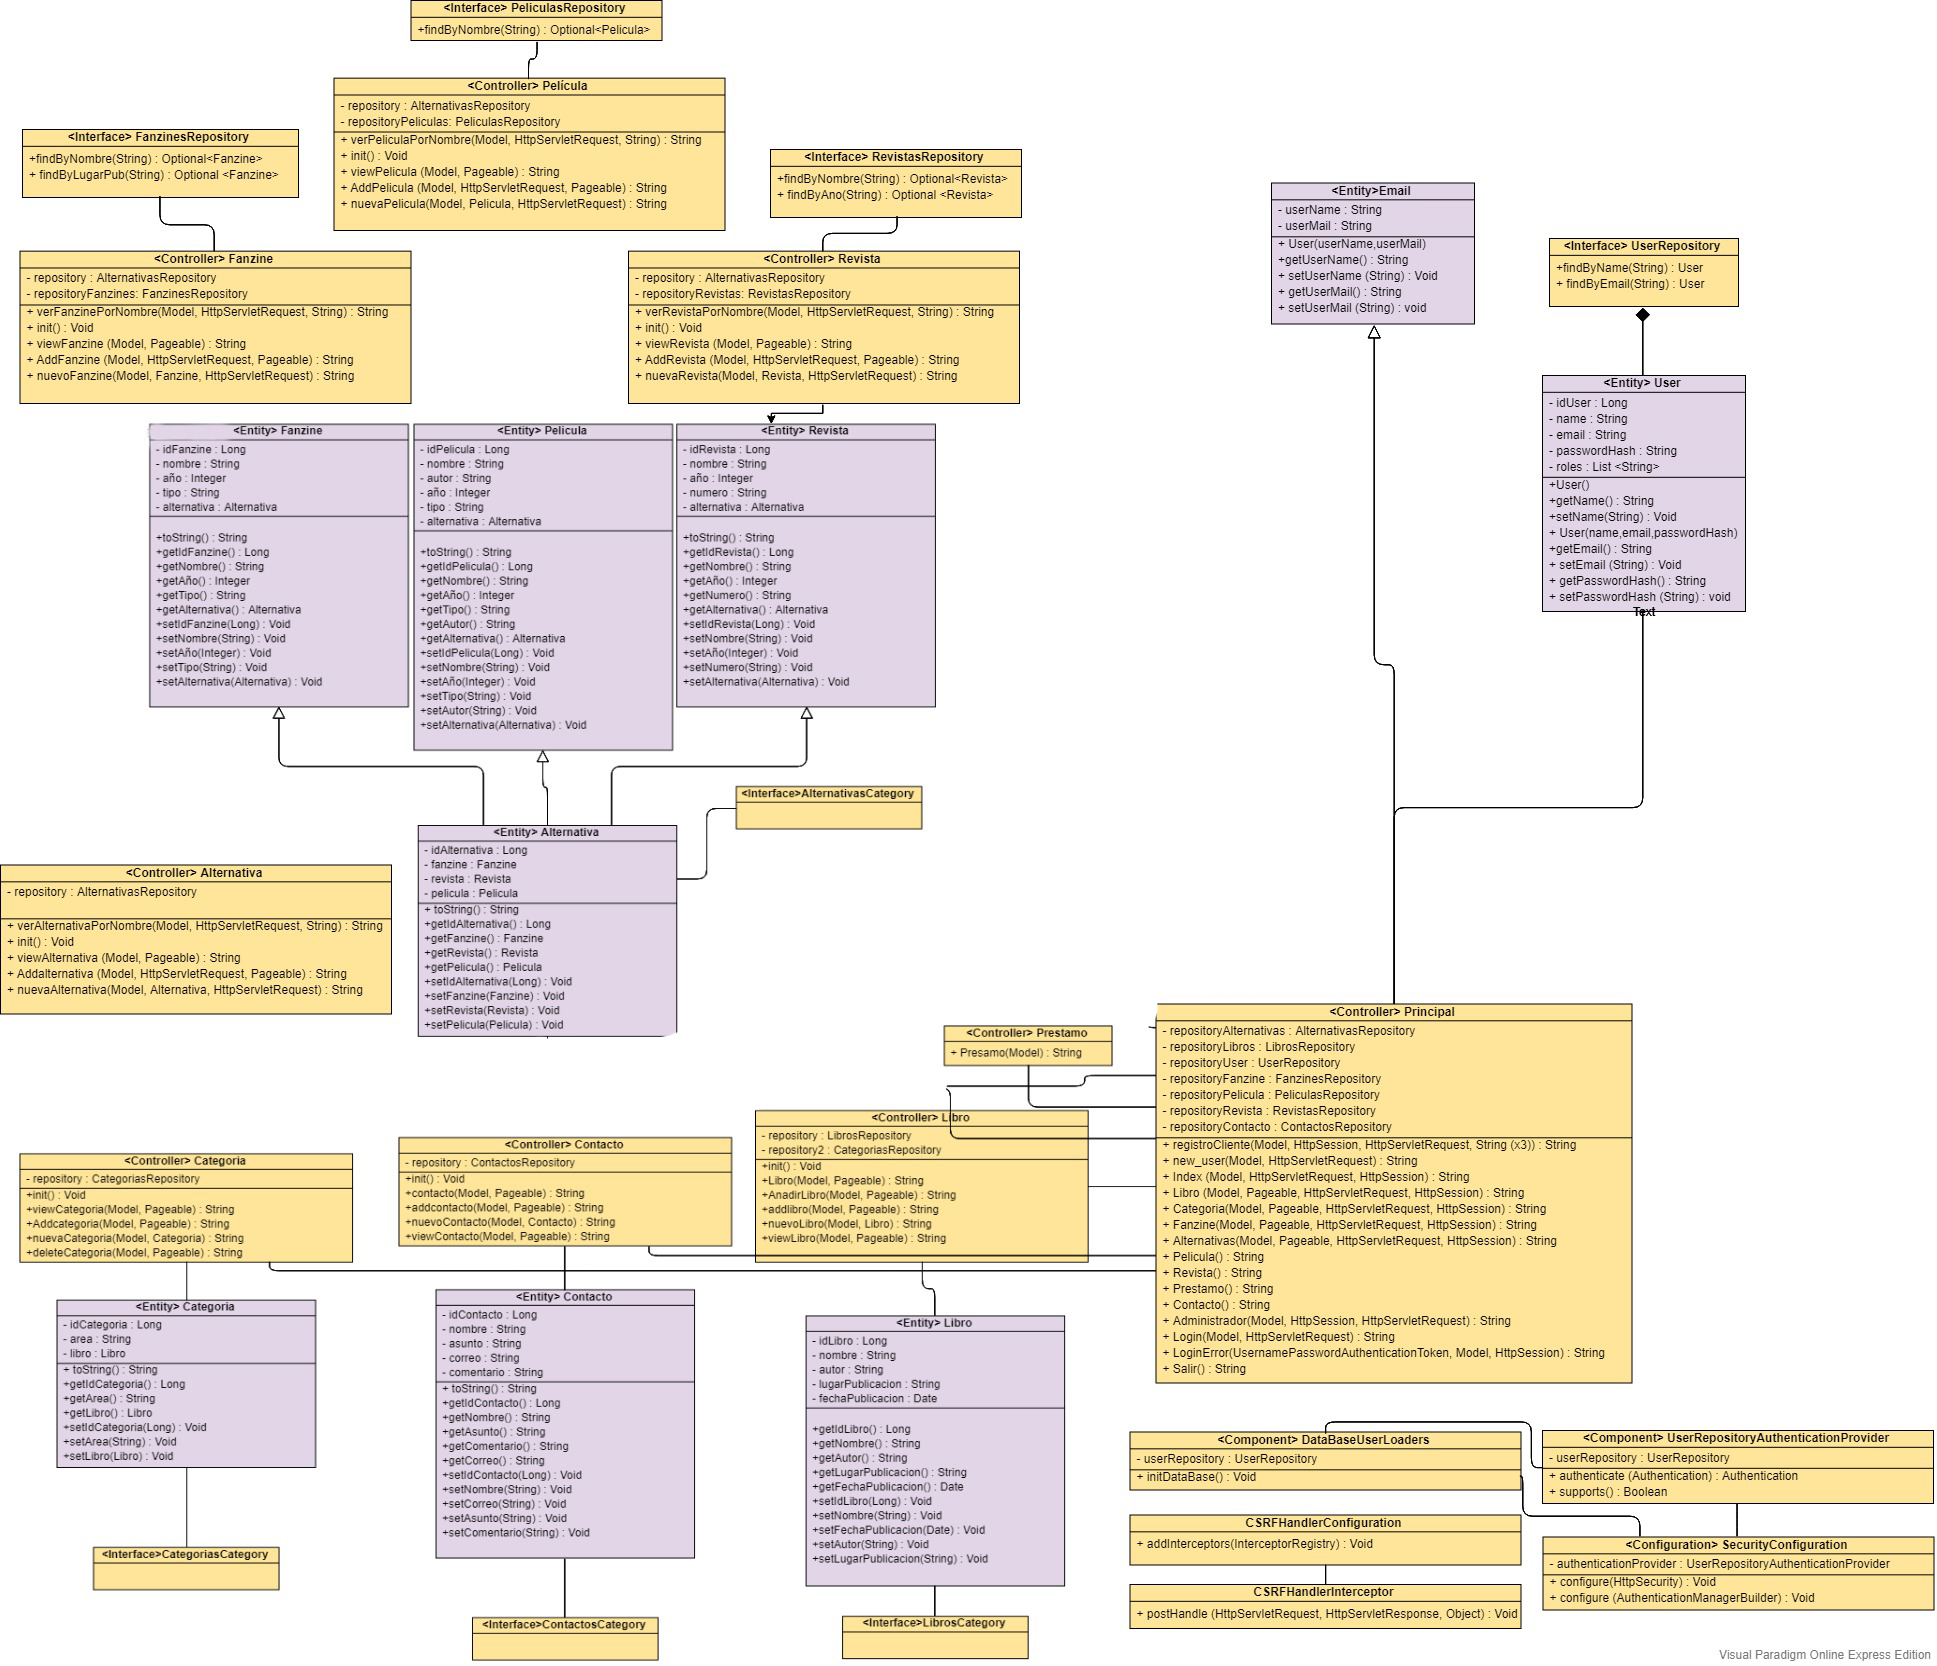 <Interface> PeliculasRepository
+findByNombre(String) : Optional<Pelicula>
<Controller> Película
- repository : AlternativasRepository
- repositoryPeliculas: PeliculasRepository
+ verPeliculaPorNombre(Model, HttpServletRequest, String) : String
+ init() : Void
+ viewPelicula (Model, Pageable) : String
+ AddPelicula (Model, HttpServletRequest, Pageable) : String
+ nuevaPelicula(Model, Pelicula, HttpServletRequest) : String
<Interface> FanzinesRepository
+findByNombre(String) : Optional<Fanzine>
+ findByLugarPub(String) : Optional <Fanzine>
<Interface> RevistasRepository
+findByNombre(String) : Optional<Revista>
+ findByAno(String) : Optional <Revista>
<Controller> Fanzine
- repository : AlternativasRepository
- repositoryFanzines: FanzinesRepository
+ verFanzinePorNombre(Model, HttpServletRequest, String) : String
+ init() : Void
+ viewFanzine (Model, Pageable) : String
+ AddFanzine (Model, HttpServletRequest, Pageable) : String
+ nuevoFanzine(Model, Fanzine, HttpServletRequest) : String
<Controller> Revista
- repository : AlternativasRepository
- repositoryRevistas: RevistasRepository
+ verRevistaPorNombre(Model, HttpServletRequest, String) : String
+ init() : Void
+ viewRevista (Model, Pageable) : String
+ AddRevista (Model, HttpServletRequest, Pageable) : String
+ nuevaRevista(Model, Revista, HttpServletRequest) : String
<Entity>Email
- userName : String
- userMail : String
+ User(userName,userMail)
+getUserName() : String
+ setUserName (String) : Void
+ getUserMail() : String
+ setUserMail (String) : void
<Interface> UserRepository
+findByName(String) : User
+ findByEmail(String) : User
<Entity> User
- idUser : Long
- name : String
- email : String
- passwordHash : String
- roles : List <String>
+User()
+getName() : String
+setName(String) : Void
+ User(name,email,passwordHash)
+getEmail() : String
+ setEmail (String) : Void
+ getPasswordHash() : String
+ setPasswordHash (String) : void
Text
<Entity> Fanzine
- idFanzine : Long
- nombre : String
- año : Integer
- tipo : String
- alternativa : Alternativa
+toString() : String
+getIdFanzine() : Long
+getNombre() : String
+getAño() : Integer
+getTipo() : String
+getAlternativa() : Alternativa
+setIdFanzine(Long) : Void
+setNombre(String) : Void
+setAño(Integer) : Void
+setTipo(String) : Void
+setAlternativa(Alternativa) : Void
<Entity> Pelicula
- idPelicula : Long
- nombre : String
- autor : String
- año : Integer
- tipo : String
- alternativa : Alternativa
+toString() : String
+getIdPelicula() : Long
+getNombre() : String
+getAño() : Integer
+getTipo() : String
+getAutor() : String
+getAlternativa() : Alternativa
+setIdPelicula(Long) : Void
+setNombre(String) : Void
+setAño(Integer) : Void
+setTipo(String) : Void
+setAutor(String) : Void
+setAlternativa(Alternativa) : Void
<Entity> Revista
- idRevista : Long
- nombre : String
- año : Integer
- numero : String
- alternativa : Alternativa
+toString() : String
+getIdRevista() : Long
+getNombre() : String
+getAño() : Integer
+getNumero() : String
+getAlternativa() : Alternativa
+setIdRevista(Long) : Void
+setNombre(String) : Void
+setAño(Integer) : Void
+setNumero(String) : Void
+setAlternativa(Alternativa) : Void
<Interface>AlternativasCategory
<Entity> Alternativa
- idAlternativa : Long
- fanzine : Fanzine
- revista : Revista
- pelicula : Pelicula
+ toString() : String
+getIdAlternativa() : Long
+getFanzine() : Fanzine
+getRevista() : Revista
+getPelicula() : Pelicula
+setIdAlternativa(Long) : Void
+setFanzine(Fanzine) : Void
+setRevista(Revista) : Void
+setPelicula(Pelicula) : Void
<Controller> Alternativa
- repository : AlternativasRepository
+ verAlternativaPorNombre(Model, HttpServletRequest, String) : String
+ init() : Void
+ viewAlternativa (Model, Pageable) : String
+ Addalternativa (Model, HttpServletRequest, Pageable) : String
+ nuevaAlternativa(Model, Alternativa, HttpServletRequest) : String
<Controller> Prestamo
+ Presamo(Model) : String
<Controller> Principal
- repositoryAlternativas : AlternativasRepository
- repositoryLibros : LibrosRepository
- repositoryUser : UserRepository
- repositoryFanzine : FanzinesRepository
- repositoryPelicula : PeliculasRepository
- repositoryRevista : RevistasRepository
- repositoryContacto : ContactosRepository
+ registroCliente(Model, HttpSession, HttpServletRequest, String (x3)) : String
+ new_user(Model, HttpServletRequest) : String
+ Index (Model, HttpServletRequest, HttpSession) : String
+ Libro (Model, Pageable, HttpServletRequest, HttpSession) : String
+ Categoria(Model, Pageable, HttpServletRequest, HttpSession) : String
+ Fanzine(Model, Pageable, HttpServletRequest, HttpSession) : String
+ Alternativas(Model, Pageable, HttpServletRequest, HttpSession) : String
+ Pelicula() : String
+ Revista() : String
+ Prestamo() : String
+ Contacto() : String
+ Administrador(Model, HttpSession, HttpServletRequest) : String
+ Login(Model, HttpServletRequest) : String
+ LoginError(UsernamePasswordAuthenticationToken, Model, HttpSession) : String
+ Salir() : String
<Controller> Libro
- repository : LibrosRepository
- repository2 : CategoriasRepository
+init() : Void
+Libro(Model, Pageable) : String
+AnadirLibro(Model, Pageable) : String
+addlibro(Model, Pageable) : String
+nuevoLibro(Model, Libro) : String
+viewLibro(Model, Pageable) : String
<Controller> Contacto
- repository : ContactosRepository
+init() : Void
+contacto(Model, Pageable) : String
+addcontacto(Model, Pageable) : String
+nuevoContacto(Model, Contacto) : String
+viewContacto(Model, Pageable) : String
<Controller> Categoria
- repository : CategoriasRepository
+init() : Void
+viewCategoria(Model, Pageable) : String
+Addcategoria(Model, Pageable) : String
+nuevaCategoria(Model, Categoria) : String
+deleteCategoria(Model, Pageable) : String
<Entity> Categoria
- idCategoria : Long
- area : String
- libro : Libro
+ toString() : String
+getIdCategoria() : Long
+getArea() : String
+getLibro() : Libro
+setIdCategoria(Long) : Void
+setArea(String) : Void
+setLibro(Libro) : Void
<Entity> Contacto
- idContacto : Long
- nombre : String
- asunto : String
- correo : String
- comentario : String
+ toString() : String
+getIdContacto() : Long
+getNombre() : String
+getAsunto() : String
+getComentario() : String
+getCorreo() : String
+setIdContacto(Long) : Void
+setNombre(String) : Void
+setCorreo(String) : Void
+setAsunto(String) : Void
+setComentario(String) : Void
<Entity> Libro
- idLibro : Long
- nombre : String
- autor : String
- lugarPublicacion : String
- fechaPublicacion : Date
+getIdLibro() : Long
+getNombre() : String
+getAutor() : String
+getLugarPublicacion() : String
+getFechaPublicacion() : Date
+setIdLibro(Long) : Void
+setNombre(String) : Void
+setFechaPublicacion(Date) : Void
+setAutor(String) : Void
+setLugarPublicacion(String) : Void
<Interface>CategoriasCategory
<Interface>ContactosCategory
<Interface>LibrosCategory
<Component> DataBaseUserLoaders
- userRepository : UserRepository
+ initDataBase() : Void
<Component> UserRepositoryAuthenticationProvider
- userRepository : UserRepository
+ authenticate (Authentication) : Authentication
+ supports() : Boolean
CSRFHandlerConfiguration
+ addInterceptors(InterceptorRegistry) : Void
<Configuration> SecurityConfiguration
- authenticationProvider : UserRepositoryAuthenticationProvider
+ configure(HttpSecurity) : Void
+ configure (AuthenticationManagerBuilder) : Void
CSRFHandlerInterceptor
+ postHandle (HttpServletRequest, HttpServletResponse, Object) : Void
Visual Paradigm Online Express Edition